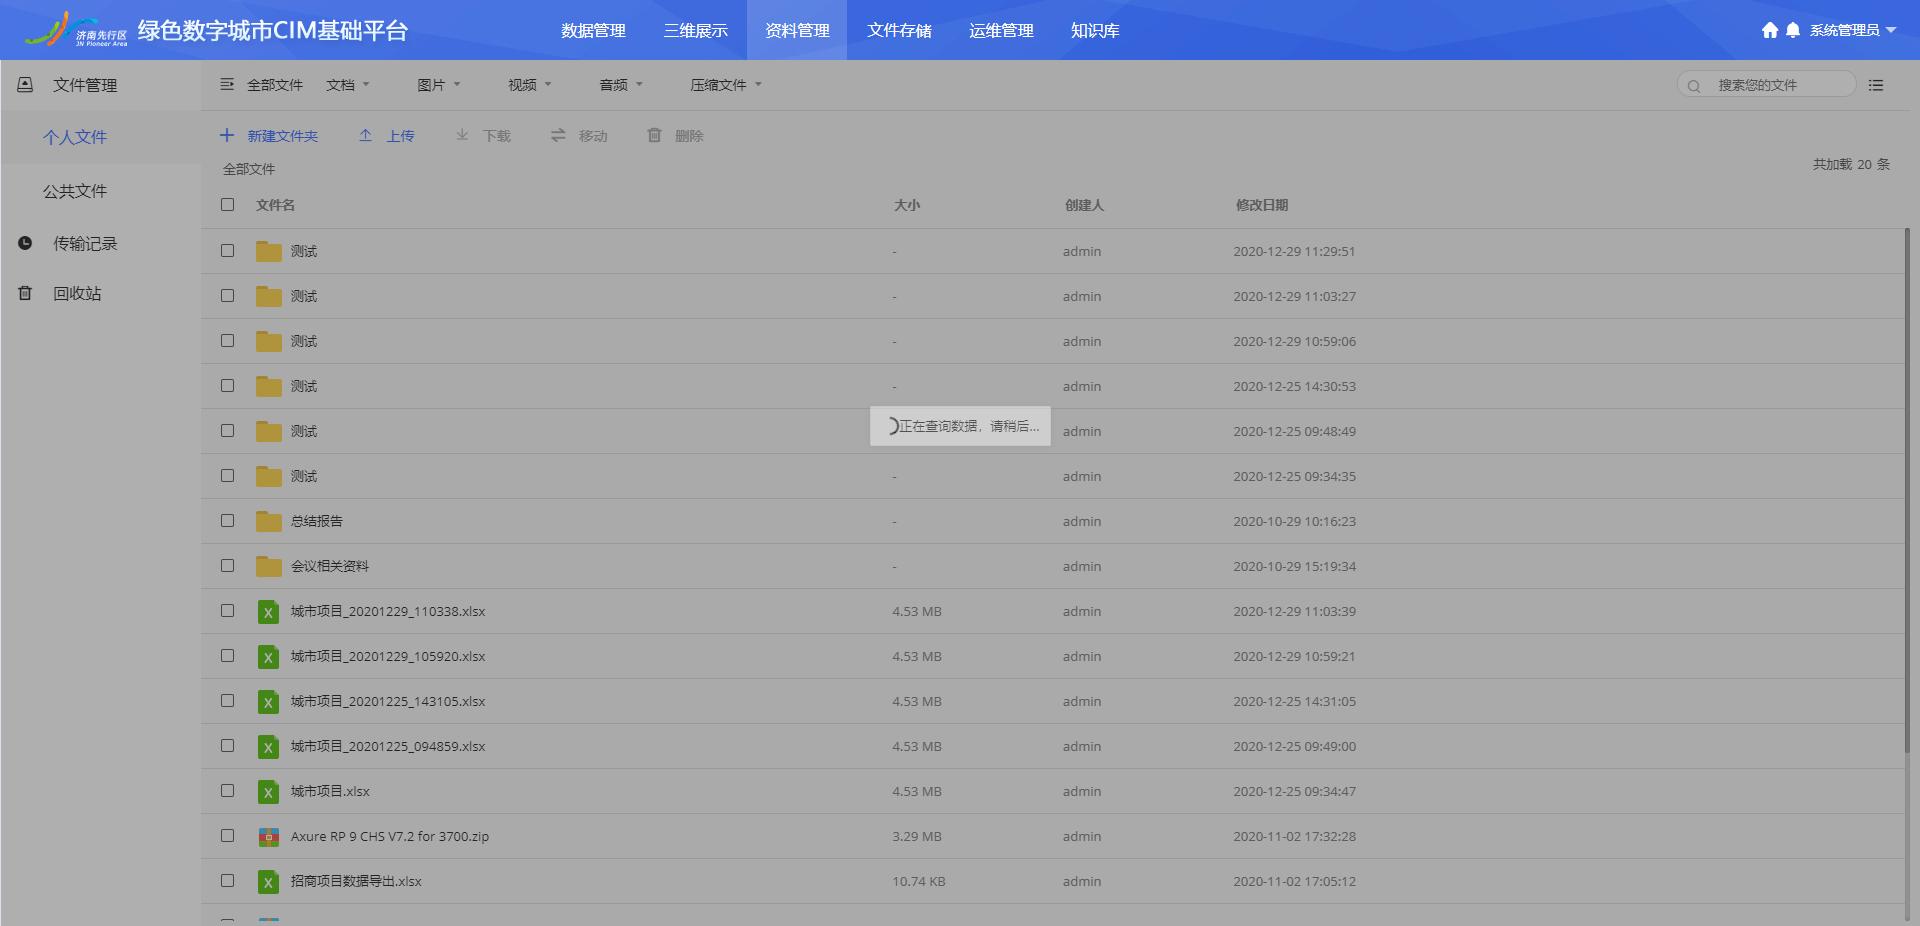 济南先行区
JN Pioneer Area
绿色数字城市CIM基础平台
数据管理 三维展示 资料管理 文件存储 运维管理 知识库
系统管理员
文件管理
个人文件
公共文件
传输记录
回收站
全部文件 文档 图片 视频 音频 压缩文件
搜索您的文件
新建文件夹 上传 下载 移动 删除
全部文件
共加载 20 条
文件名 大小 创建人 修改日期
测试 - admin 2020-12-29 11:29:51
测试 - admin 2020-12-29 11:03:27
测试 - admin 2020-12-29 10:59:06
测试 - admin 2020-12-25 14:30:53
测试 admin 2020-12-25 09:48:49
正在查询数据，请稍后...
测试 - admin 2020-12-25 09:34:35
总结报告 - admin 2020-10-29 10:16:23
会议相关资料 - admin 2020-10-29 15:19:34
城市项目_20201229_110338.xlsx 4.53 MB admin 2020-12-29 11:03:39
城市项目_20201229_105920.xlsx 4.53 MB admin 2020-12-29 10:59:21
城市项目_20201225_143105.xlsx 4.53 MB admin 2020-12-25 14:31:05
城市项目_20201225_094859.xlsx 4.53 MB admin 2020-12-25 09:49:00
城市项目.xlsx 4.53 MB admin 2020-12-25 09:34:47
Axure RP 9 CHS V7.2 for 3700.zip 3.29 MB admin 2020-11-02 17:32:28
招商项目数据导出.xlsx 10.74 KB admin 2020-11-02 17:05:12